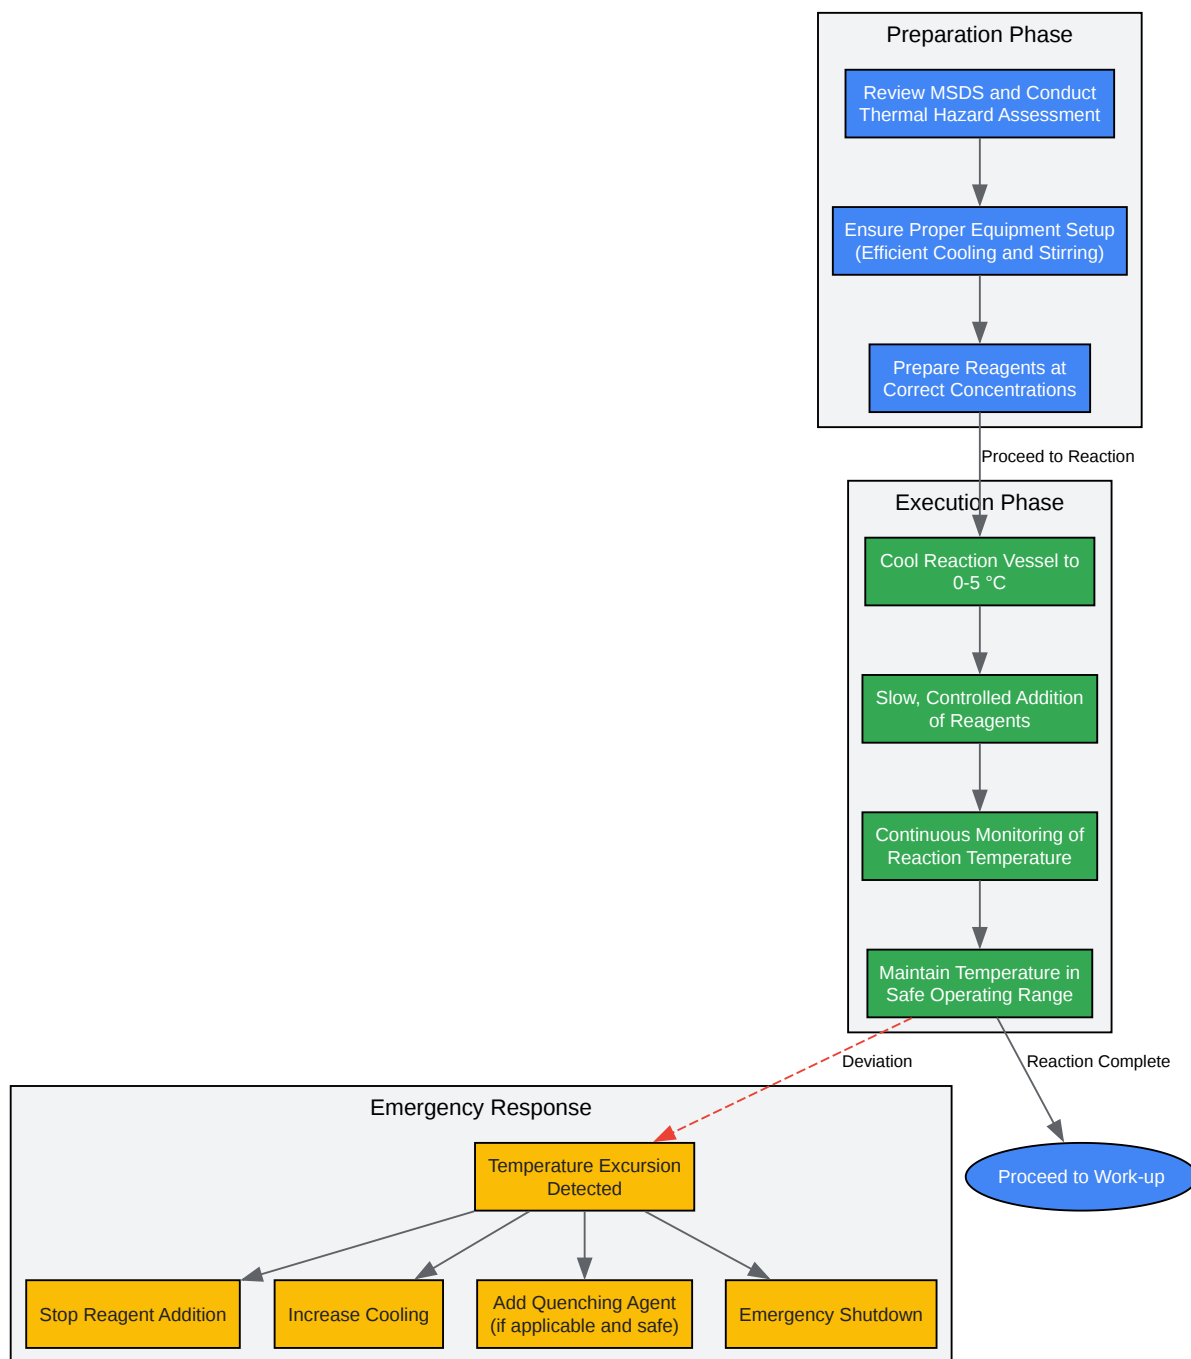 Preparation Phase
Review MSDS and Conduct
Thermal Hazard Assessment
Ensure Proper Equipment Setup
(Efficient Cooling and Stirring)
Prepare Reagents at
Correct Concentrations
Proceed to Reaction
Execution Phase
Cool Reaction Vessel to
0-5 °C
Slow, Controlled Addition
of Reagents
Continuous Monitoring of
Reaction Temperature
Maintain Temperature in
Safe Operating Range
Deviation
Reaction Complete
Emergency Response
Temperature Excursion
Detected
Proceed to Work-up
Stop Reagent Addition
Increase Cooling
Add Quenching Agent
(if applicable and safe)
Emergency Shutdown